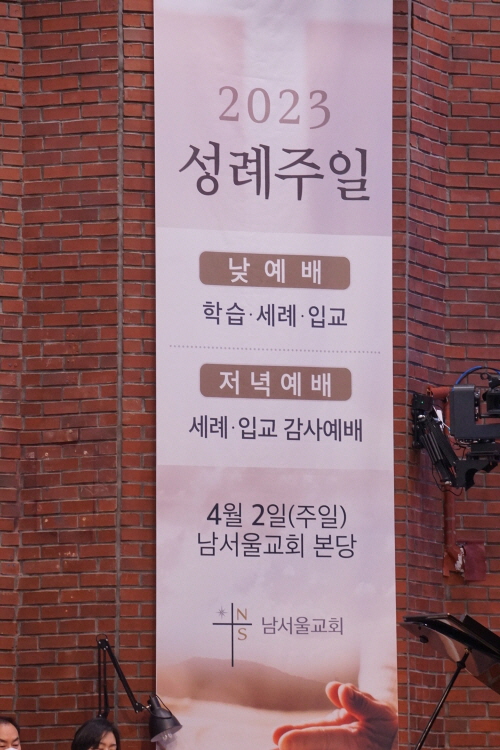 2023
성례주일
낮예배
학습·세례·입교
저녁예배
세례·입교 감사예배
4월 2일(주일)
남서울교회 본당
N
S
남서울교회